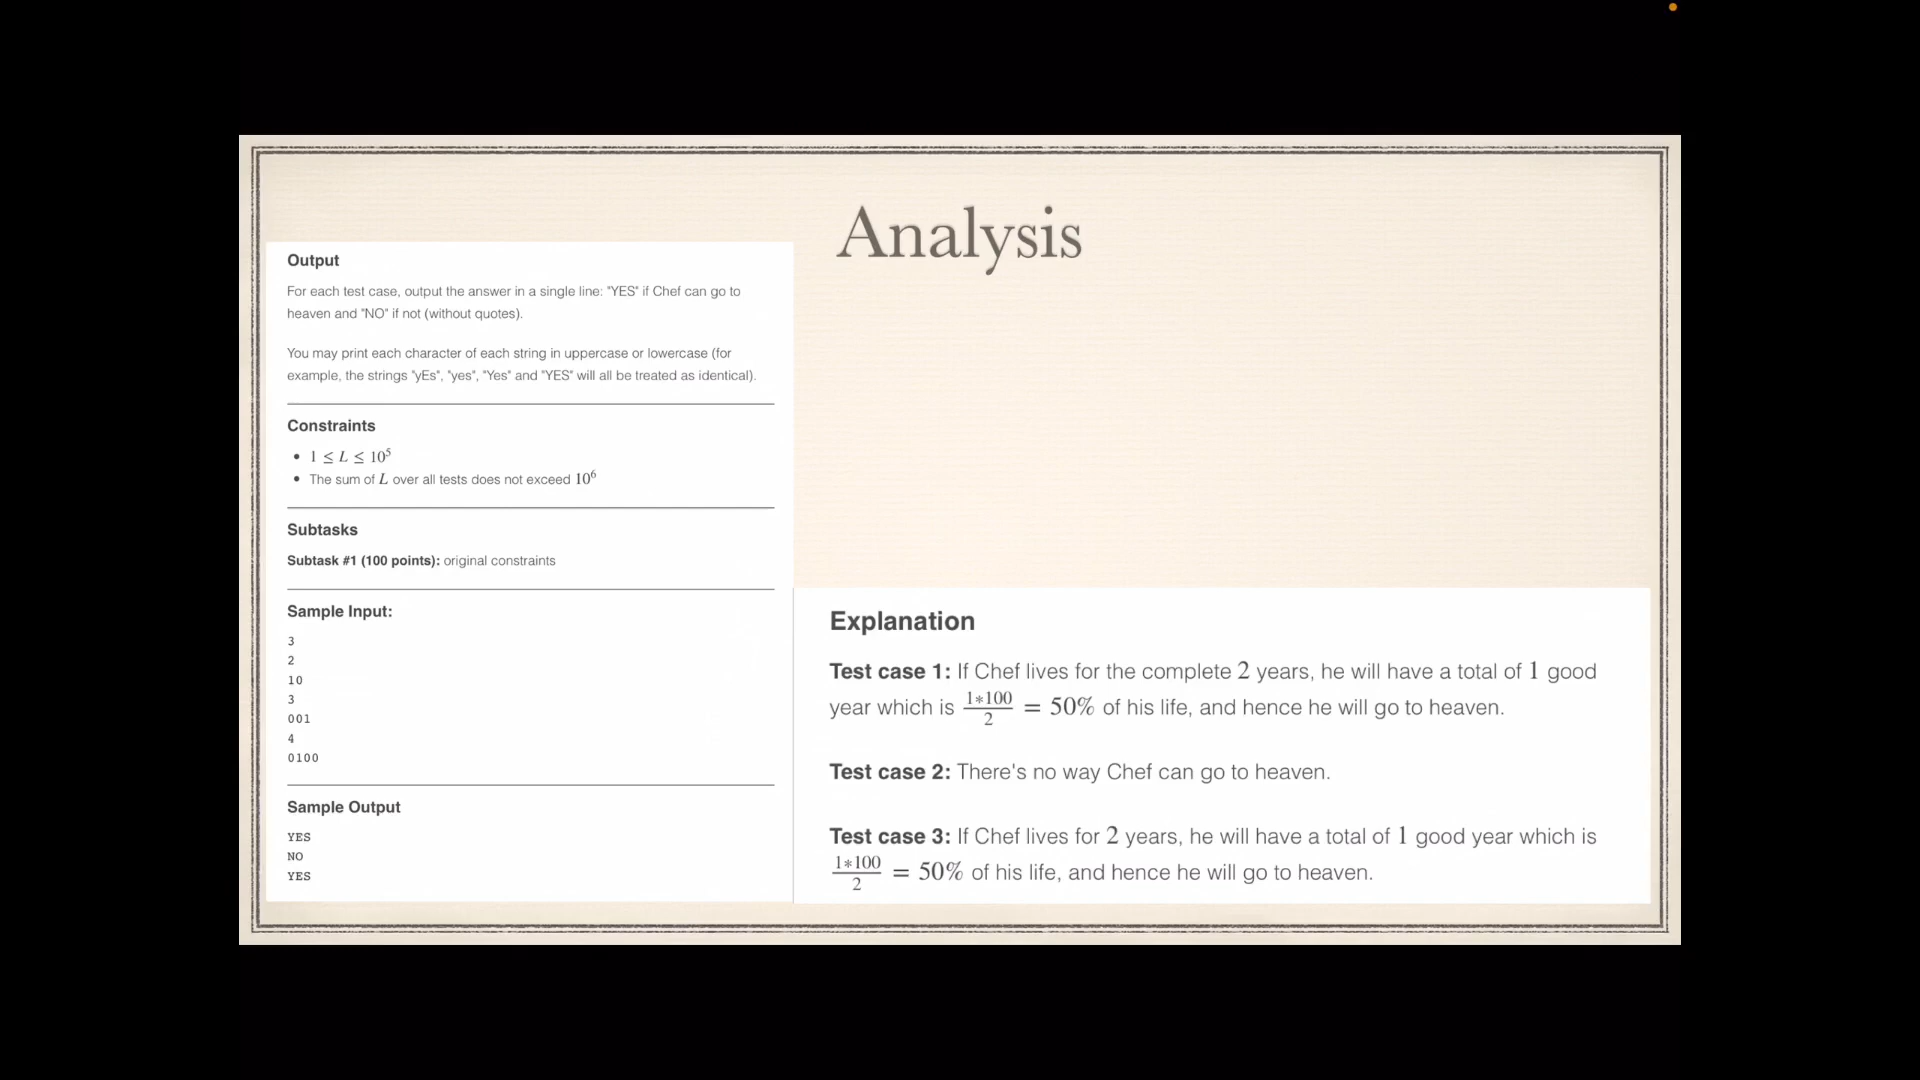 Analysis
Output
For each test case, output the answer in a single line: "YES" if Chef can go to
heaven and "NO" if not (without quotes).
You may print each character of each string in uppercase or lowercase (for
example, the strings "yEs", "yes", "Yes" and "YES" will all be treated as identical).
Constraints
• 1 ≤ L ≤ 10^5
• The sum of L over all tests does not exceed 10^6
Subtasks
Subtask #1 (100 points): original constraints
Sample Input:
3
2
10
3
001
4
0100
Sample Output
YES
NO
YES
Explanation
Test case 1: If Chef lives for the complete 2 years, he will have a total of 1 good
year which is 1*100/2 = 50% of his life, and hence he will go to heaven.
Test case 2: There's no way Chef can go to heaven.
Test case 3: If Chef lives for 2 years, he will have a total of 1 good year which is
1*100/2 = 50% of his life, and hence he will go to heaven.